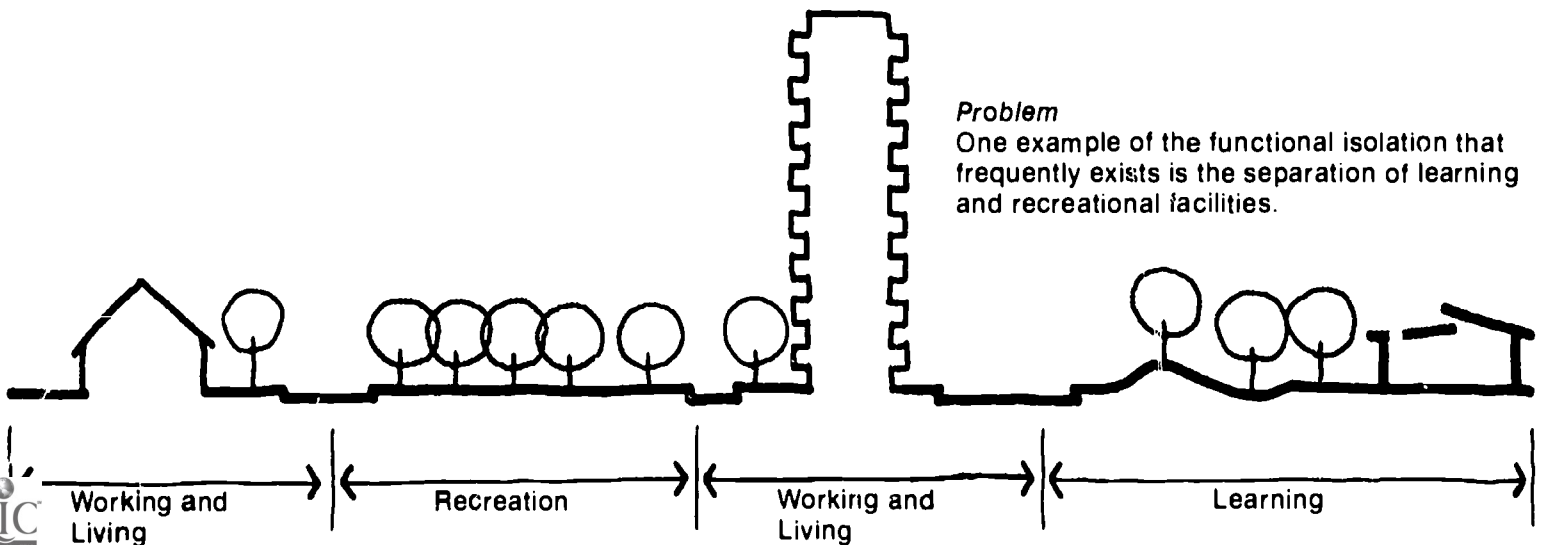 Problem
One example of the functional isolation that
frequently exists is the separation of learning
and recreational facilities.
Working and
Living
Recreation
Working and
Living
Learning
IC